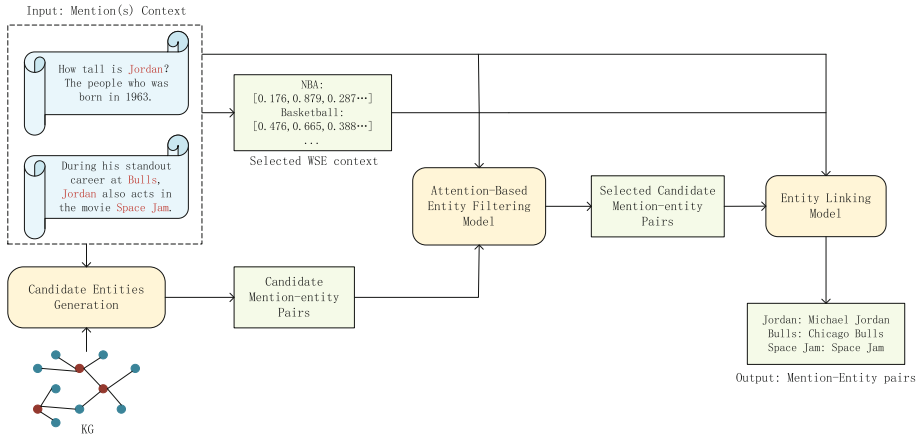 Input: Mention(s) Context
How tall is Jordan?
The people who was
born in 1963.
During his standout
career at Bulls,
Jordan also acts in
the movie Space Jam.
NBA:
[0.176,0.879,0.287…]
Basketball:
[0.476,0.665,0.388…]
...
Selected WSE context
Attention-Based
Entity Filtering
Model
Selected Candidate
Mention-entity
Pairs
Entity Linking
Model
Candidate Entities
Generation
Candidate
Mention-entity
Pairs
Jordan: Michael Jordan
Bulls: Chicago Bulls
Space Jam: Space Jam
Output: Mention-Entity pairs
KG